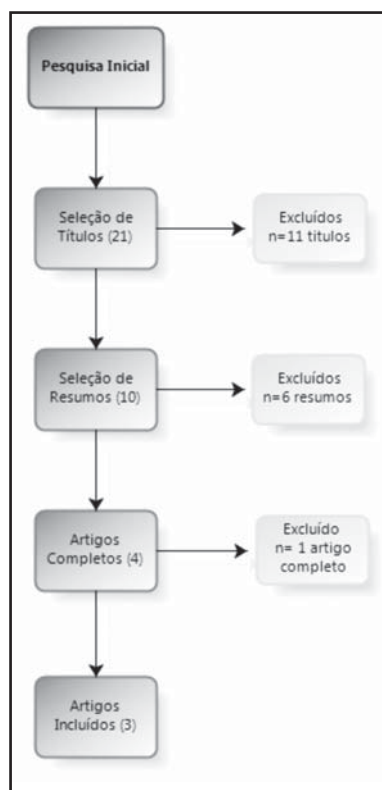 Pesquisa Inicial
Seleção de
Títulos (21)
Excluídos
n=11 titulos
Seleção de
Resumos (10)
Excluídos
n=6 resumos
Artigos
Completos (4)
Excluído
n= 1 artigo
completo
Artigos
Incluídos (3)